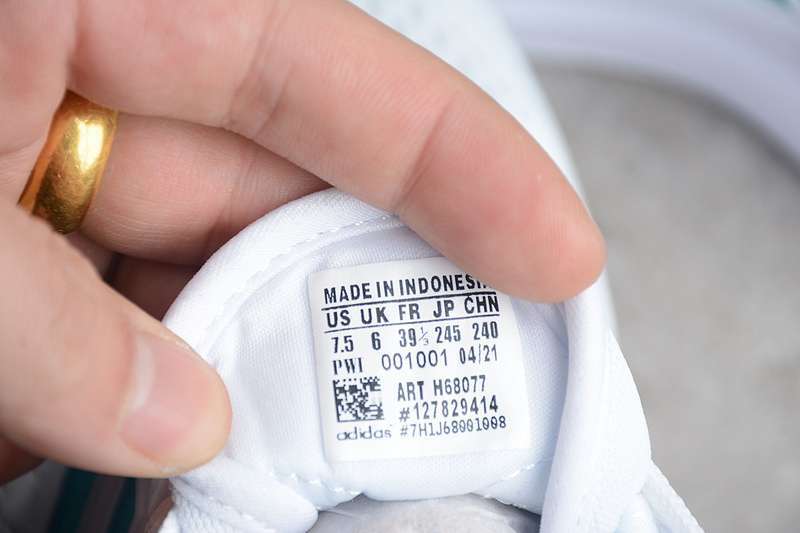 MADE IN INDONESIA
US UK FR JP CHN
7.5 6 39⅓ 245 240
PWI 001001 04/21
ART H68077
#127829414
adidas #7H1J68001008